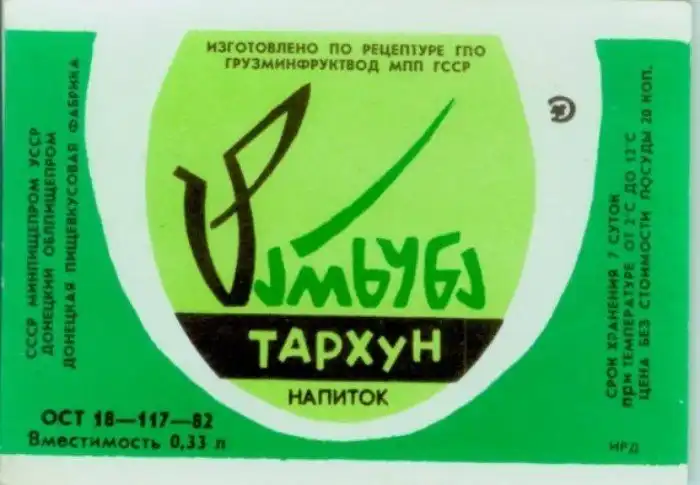 ИЗГОТОВЛЕНО ПО РЕЦЕПТУРЕ ГПО
ГРУЗМИНФРУКТВОД МПП ГССР
ტარხუნა
ТАРХУН
НАПИТОК
СССР МИНПИЩЕПРОМ УССР
ДОНЕЦКИЙ ОБЛПИЩЕПРОМ
ДОНЕЦКАЯ ПИЩЕВКУСОВАЯ ФАБРИКА
ОСТ 18—117—82
Вместимость 0,33 л
СРОК ХРАНЕНИЯ 7 СУТОК
ПРИ ТЕМПЕРАТУРЕ ОТ 2°С ДО 12°С
ЦЕНА БЕЗ СТОИМОСТИ ПОСУДЫ 20 КОП.
ИРД